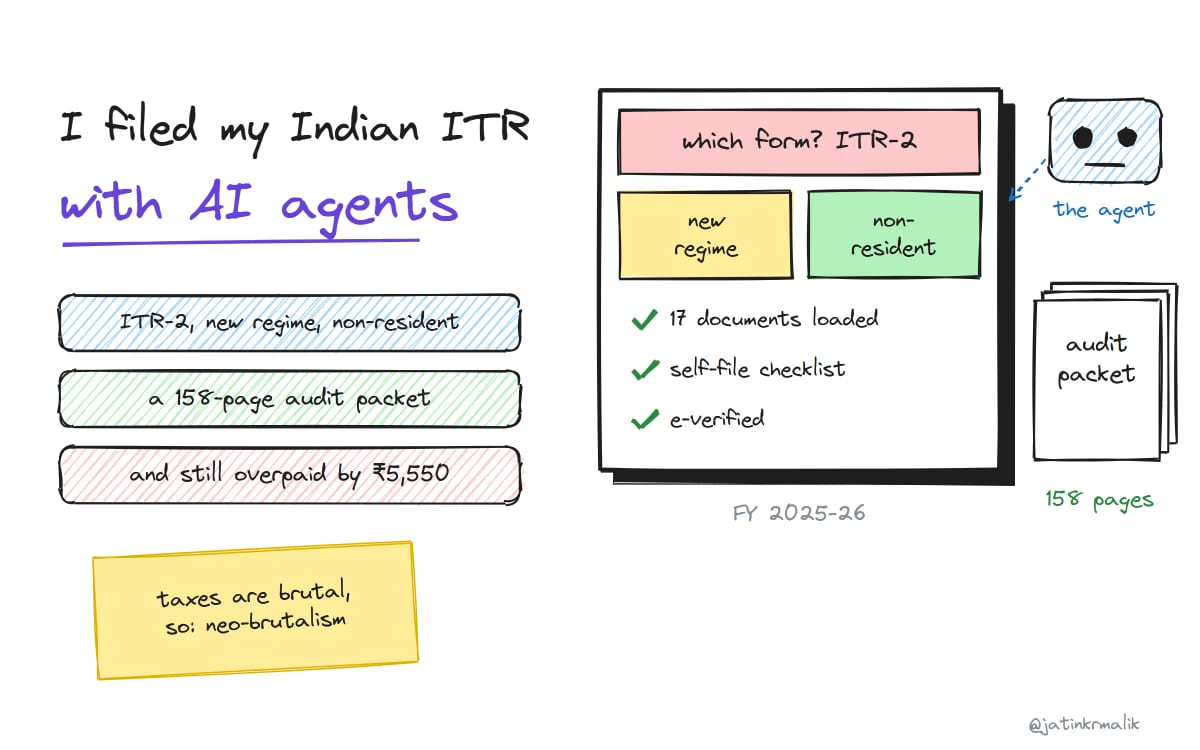 I filed my Indian ITR
with AI agents
ITR-2, new regime, non-resident
a 158-page audit packet
and still overpaid by ₹5,550
taxes are brutal,
so: neo-brutalism
which form? ITR-2
new
regime
non-
resident
✓ 17 documents loaded
✓ self-file checklist
✓ e-verified
FY 2025-26
the agent
audit
packet
158 pages
@jatinkrmalik